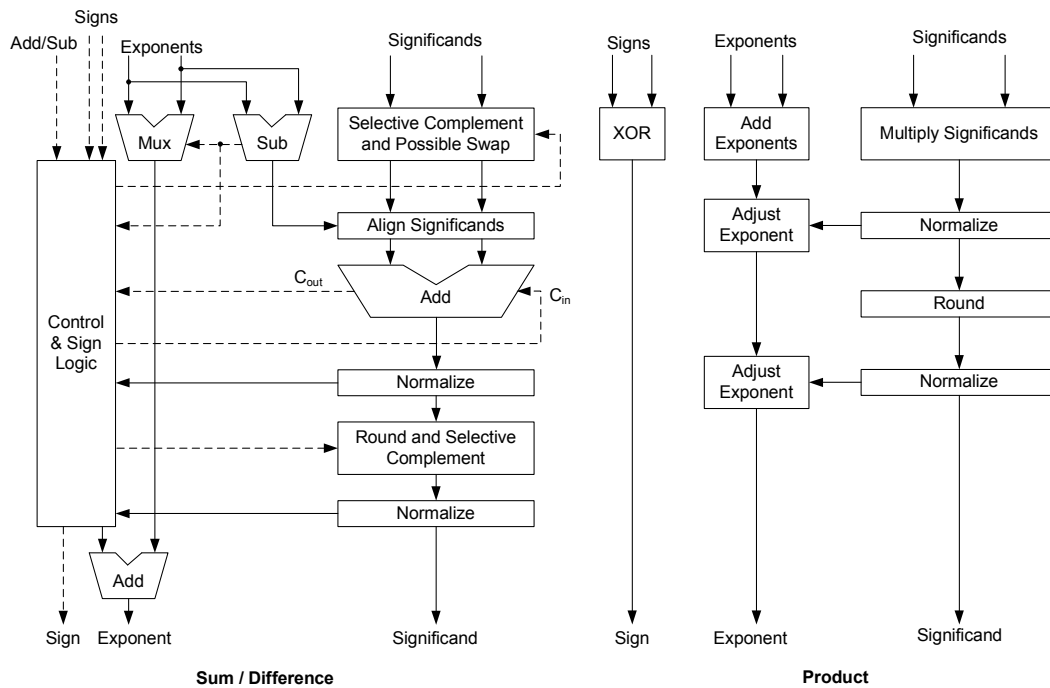 Signs
Add/Sub
Exponents
Significands
Mux
Sub
Selective Complement
and Possible Swap
Align Significands
Cout
Add
Cin
Control
& Sign
Logic
Normalize
Round and Selective
Complement
Normalize
Add
Sign
Exponent
Significand
Sum / Difference
Signs
Exponents
Significands
XOR
Add
Exponents
Multiply Significands
Adjust
Exponent
Normalize
Round
Adjust
Exponent
Normalize
Sign
Exponent
Significand
Product